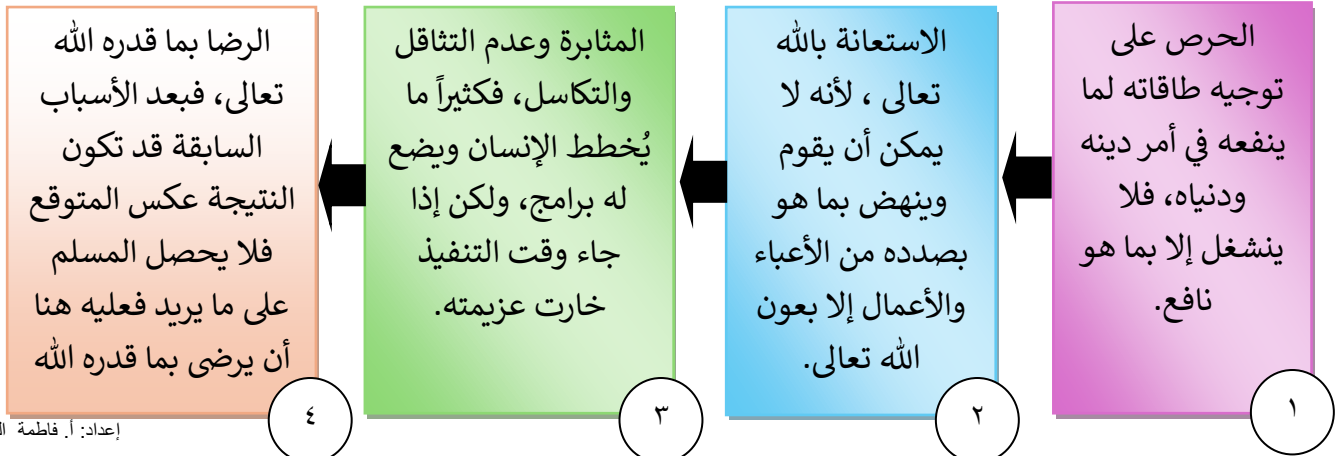 الحرص على
توجيه طاقاته لما
ينفعه في أمر دينه
ودنياه، فلا
ينشغل إلا بما هو
نافع.
١
الاستعانة بالله
تعالى ، لأنه لا
يمكن أن يقوم
وينهض بما هو
بصدده من الأعباء
والأعمال إلا بعون
الله تعالى.
٢
المثابرة وعدم التثاقل
والتكاسل، فكثيراً ما
يُخطط الإنسان ويضع
له برامج، ولكن إذا
جاء وقت التنفيذ
خارت عزيمته.
٣
الرضا بما قدره الله
تعالى، فبعد الأسباب
السابقة قد تكون
النتيجة عكس المتوقع
فلا يحصل المسلم
على ما يريد فعليه هنا
أن يرضى بما قدره الله
٤
إعداد: أ. فاطمة